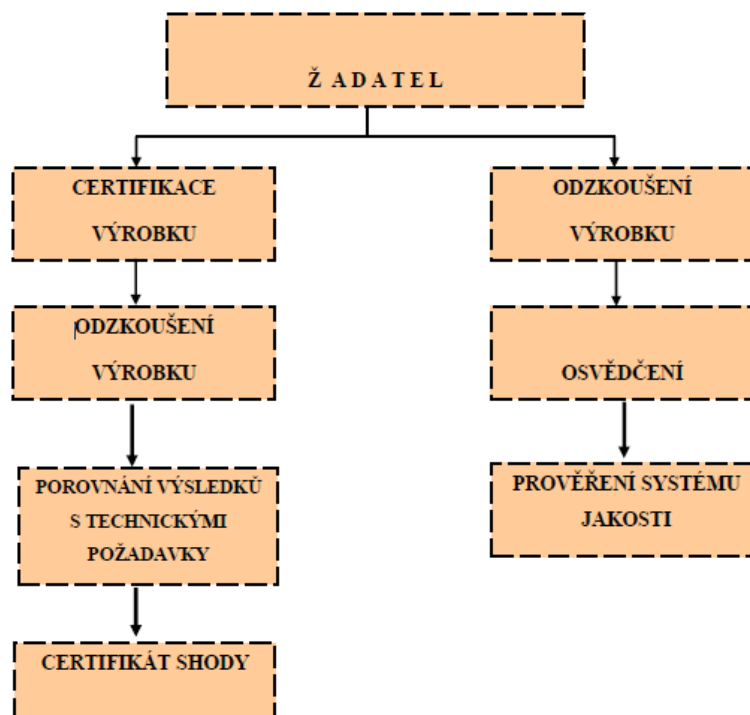 Ž A D A T E L
CERTIFIKACE
VÝROBKU
ODZKOUŠENÍ
VÝROBKU
POROVNÁNÍ VÝSLEDKŮ
S TECHNICKÝMI
POŽADAVKY
CERTIFIKÁT SHODY
ODZKOUŠENÍ
VÝROBKU
OSVĚDČENÍ
PROVĚŘENÍ SYSTÉMU
JAKOSTI